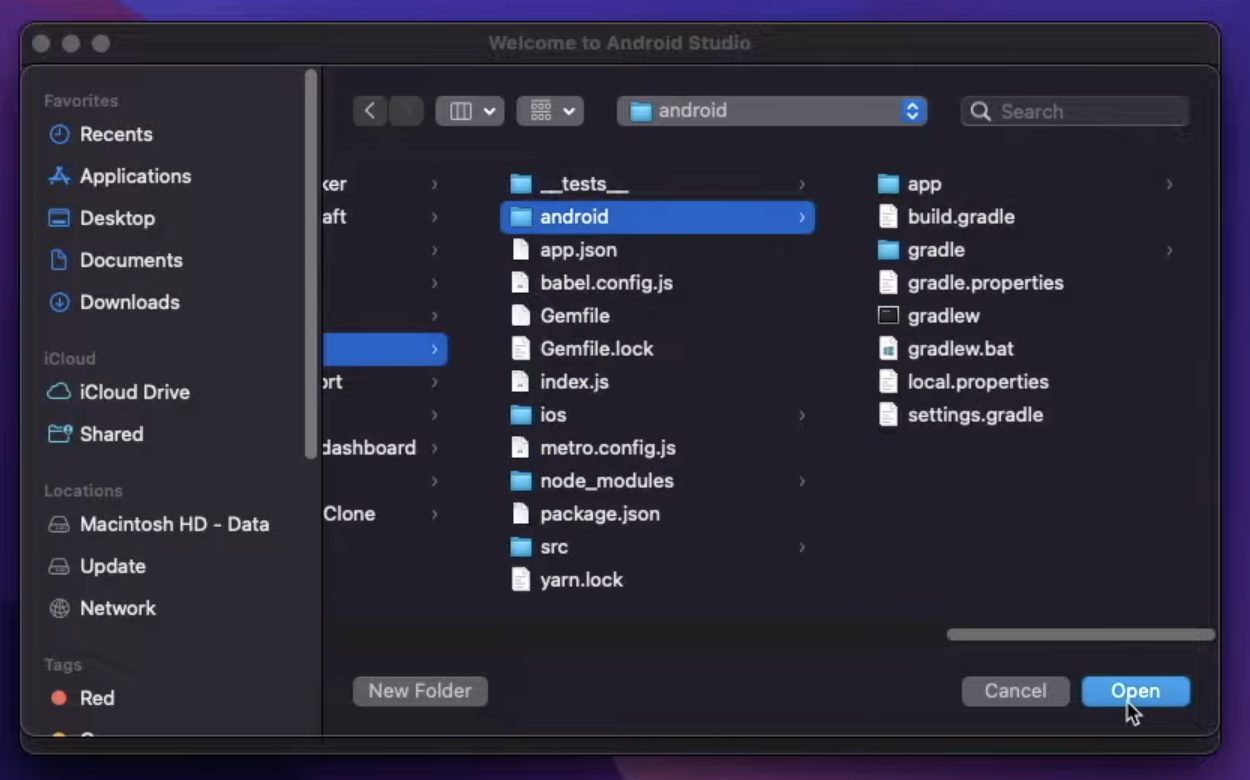 Welcome to Android Studio
Favorites
Recents
Applications
Desktop
Documents
Downloads
iCloud
iCloud Drive
Shared
Locations
Macintosh HD - Data
Update
Network
Tags
Red
android
Search
ker
aft
ort
dashboard
Clone
__tests__
android
app.json
babel.config.js
Gemfile
Gemfile.lock
index.js
ios
metro.config.js
node_modules
package.json
src
yarn.lock
app
build.gradle
gradle
gradle.properties
gradlew
gradlew.bat
local.properties
settings.gradle
New Folder
Cancel
Open